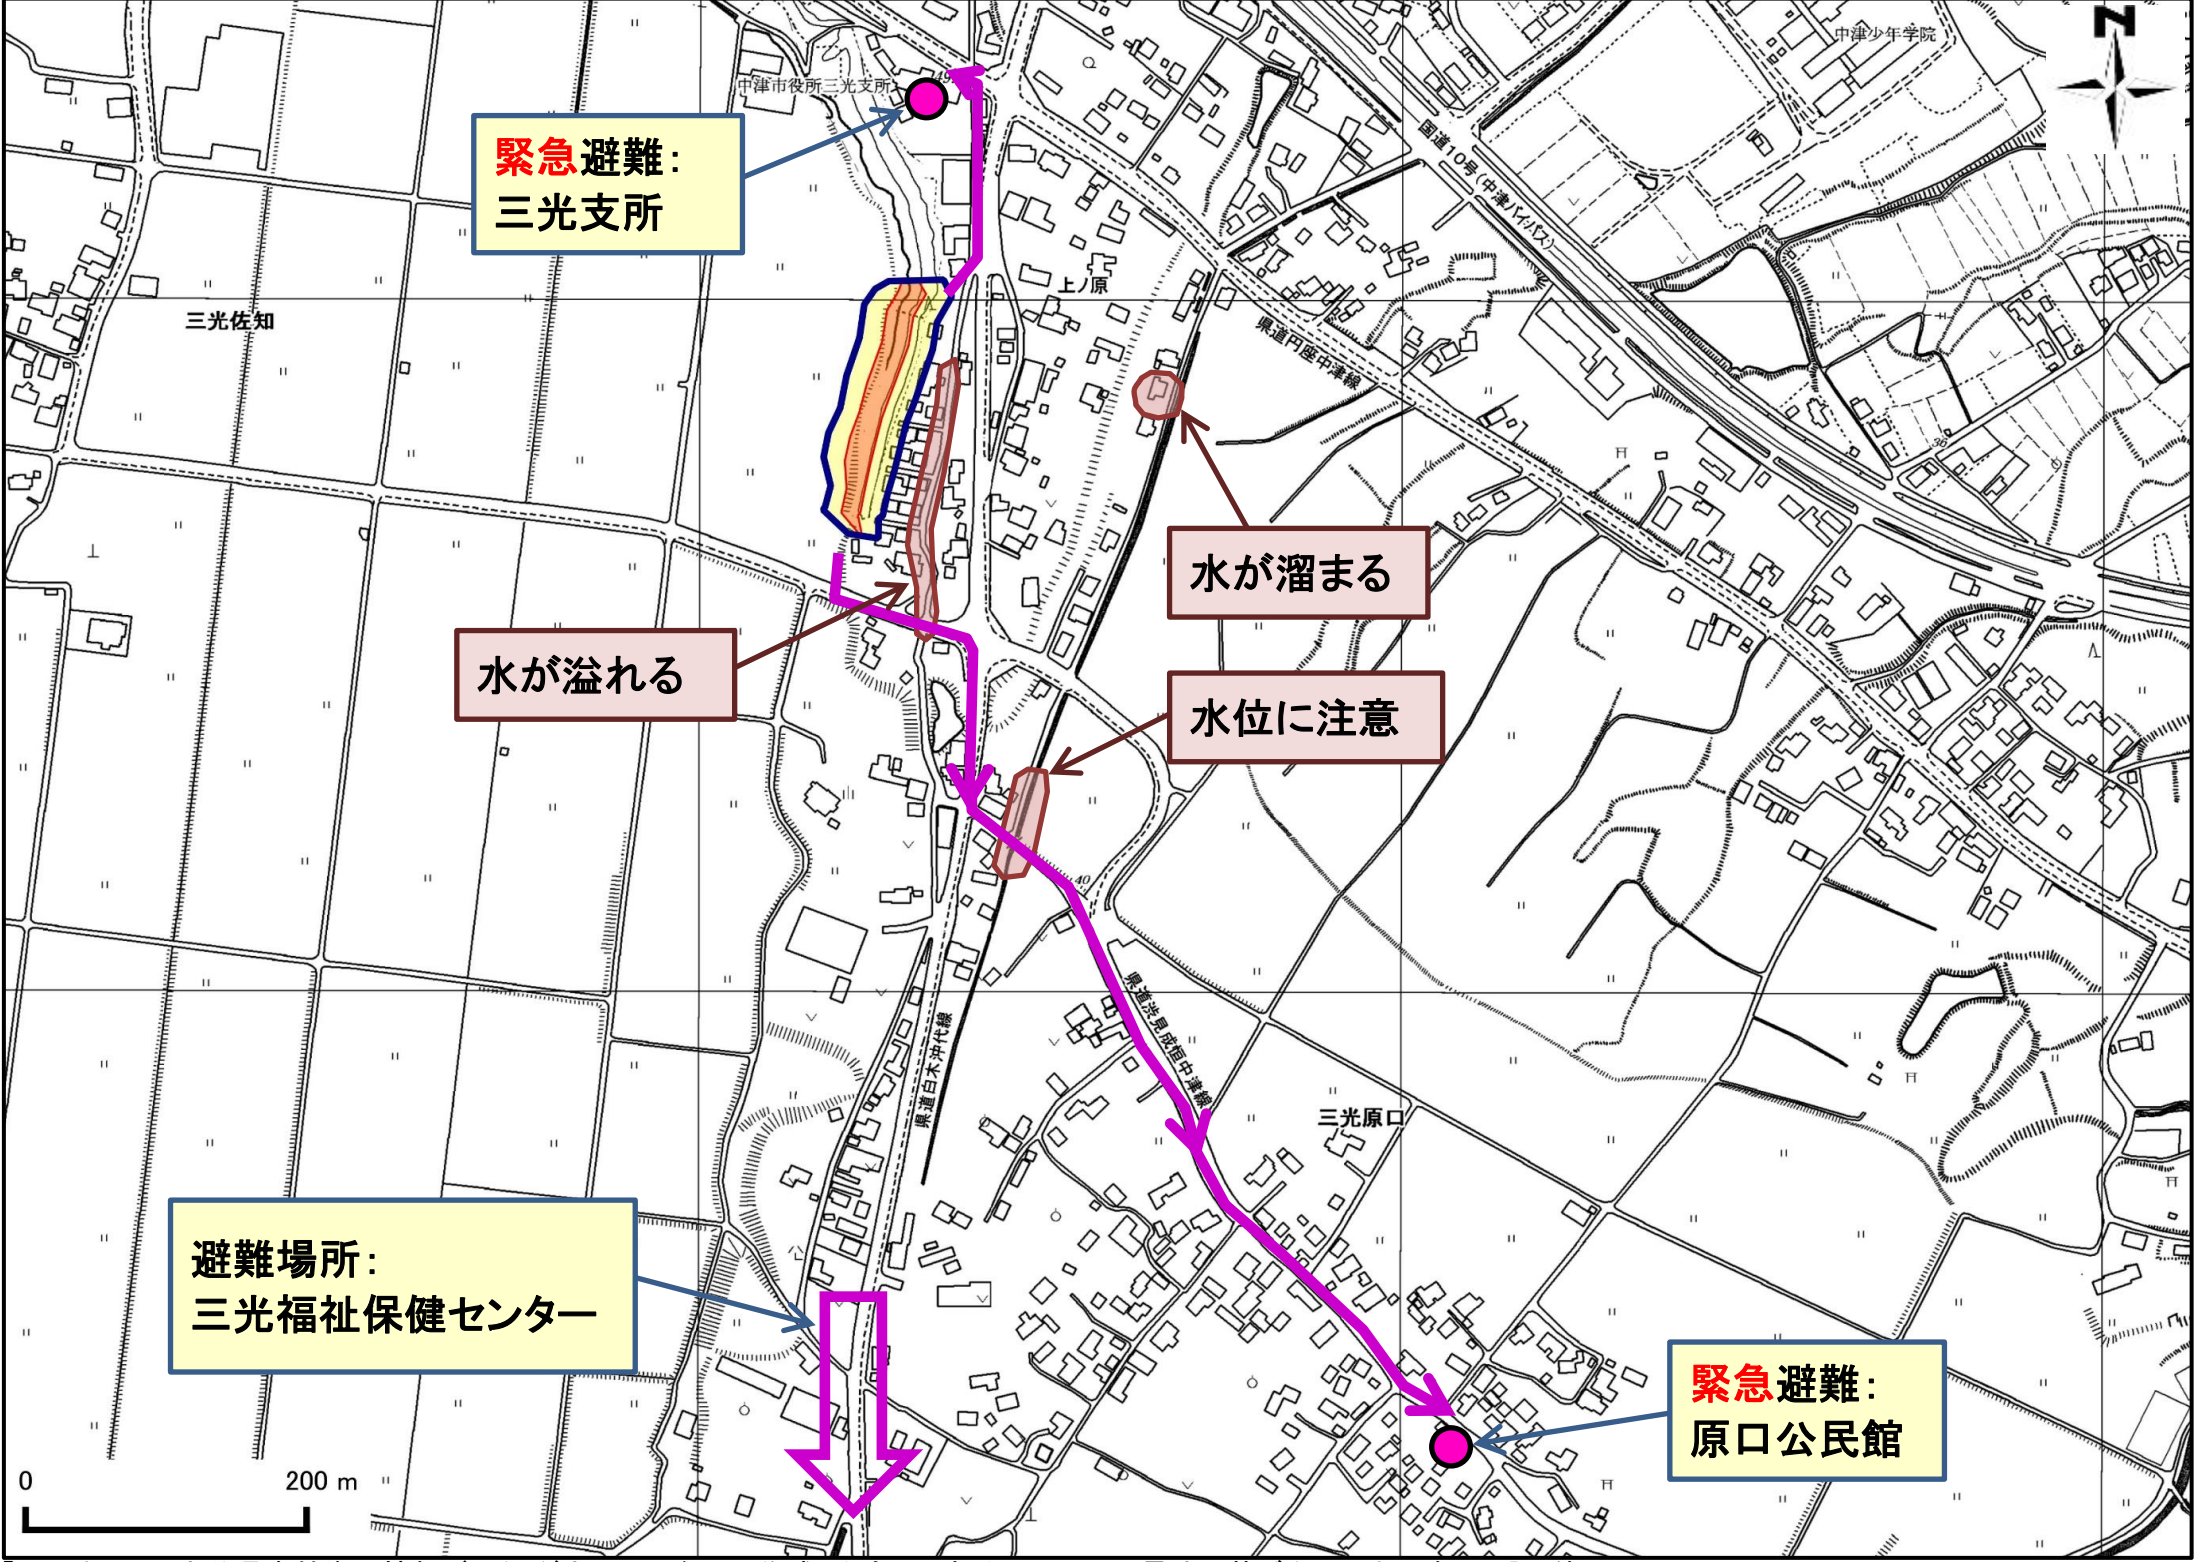 中津少年学院
N
中津市役所三光支所
緊急避難：
三光支所
国道10号(中津バイパス)
上ノ原
三光佐知
県道円座中津線
36
水が溜まる
水が溢れる
水位に注意
40
県道渋見成恒中津線
県道臼木沖代線
三光原口
避難場所：
三光福祉保健センター
緊急避難：
原口公民館
0
200 m